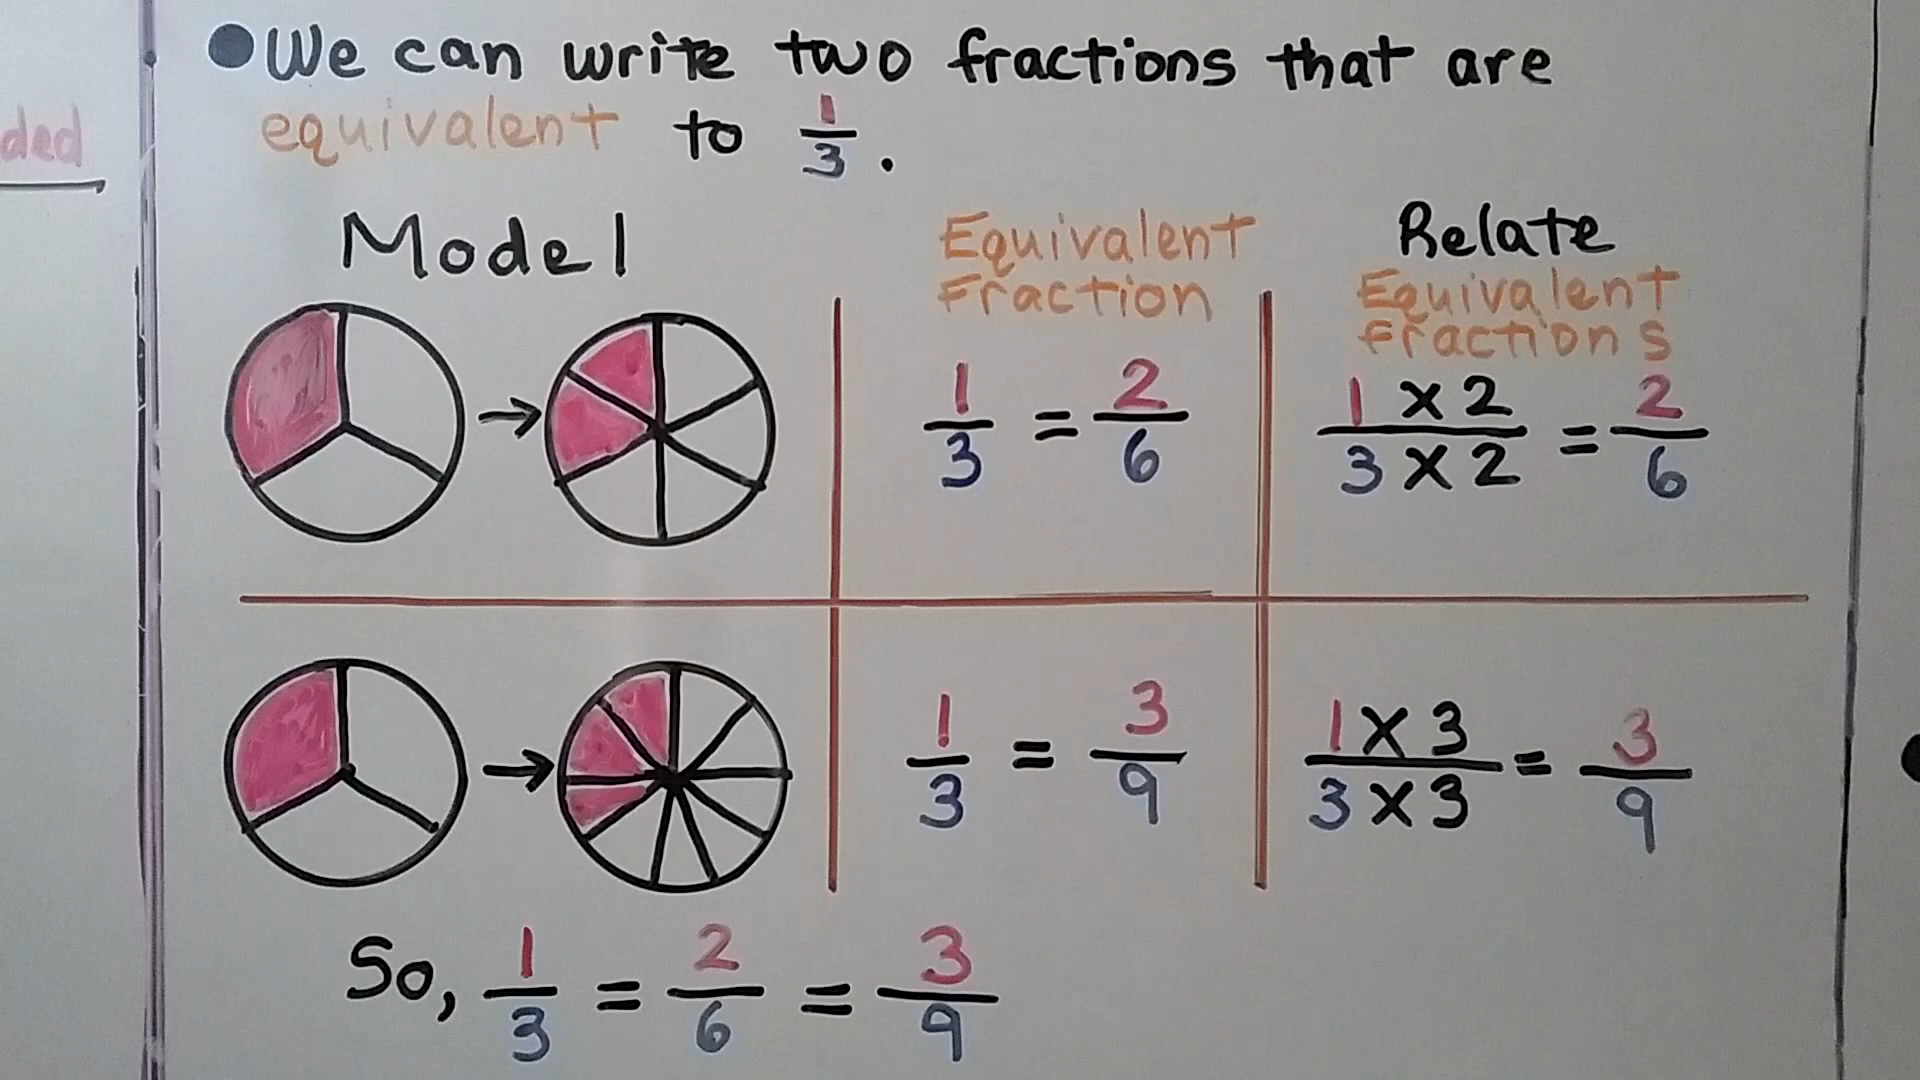 ded
●We can write two fractions that are
equivalent to 1/3.
Model
Equivalent
Fraction
Relate
Equivalent
Fractions
1/3 = 2/6
1 x 2 / 3 x 2 = 2/6
1/3 = 3/9
1 x 3 / 3 x 3 = 3/9
So, 1/3 = 2/6 = 3/9